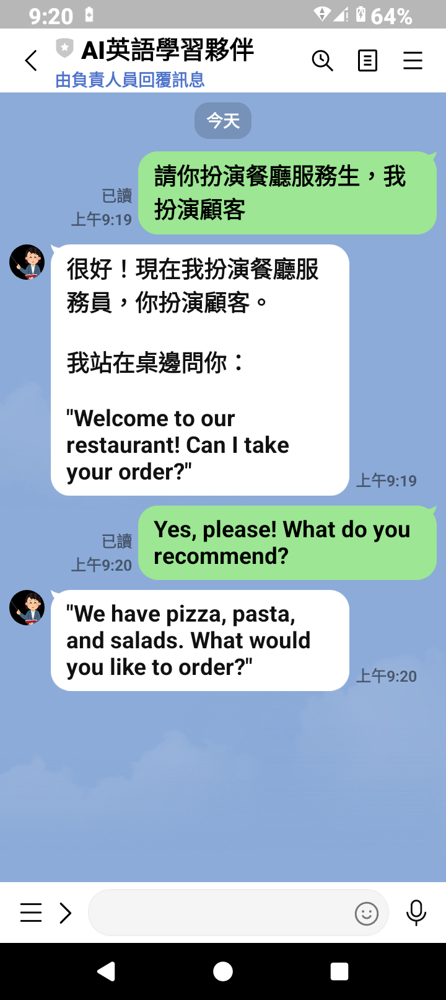 9:20 64%
AI英語學習夥伴
由負責人員回覆訊息
今天
請你扮演餐廳服務生，我
扮演顧客
已讀
上午9:19
很好！現在我扮演餐廳服
務員，你扮演顧客。
我站在桌邊問你：
"Welcome to our
restaurant! Can I take
your order?"
上午9:19
Yes, please! What do you
recommend?
已讀
上午9:20
"We have pizza, pasta,
and salads. What would
you like to order?"
上午9:20